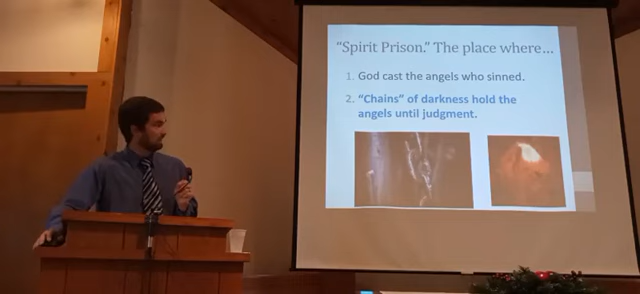 “Spirit Prison.” The place where…
1. God cast the angels who sinned.
2. “Chains” of darkness hold the
angels until judgment.